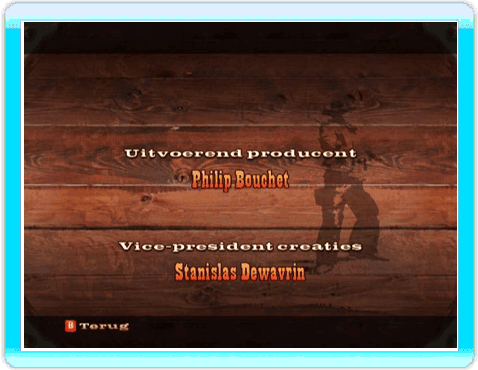 Uitvoerend producent
Philip Bouchet
Vice-president creaties
Stanislas Dewavrin
B Terug